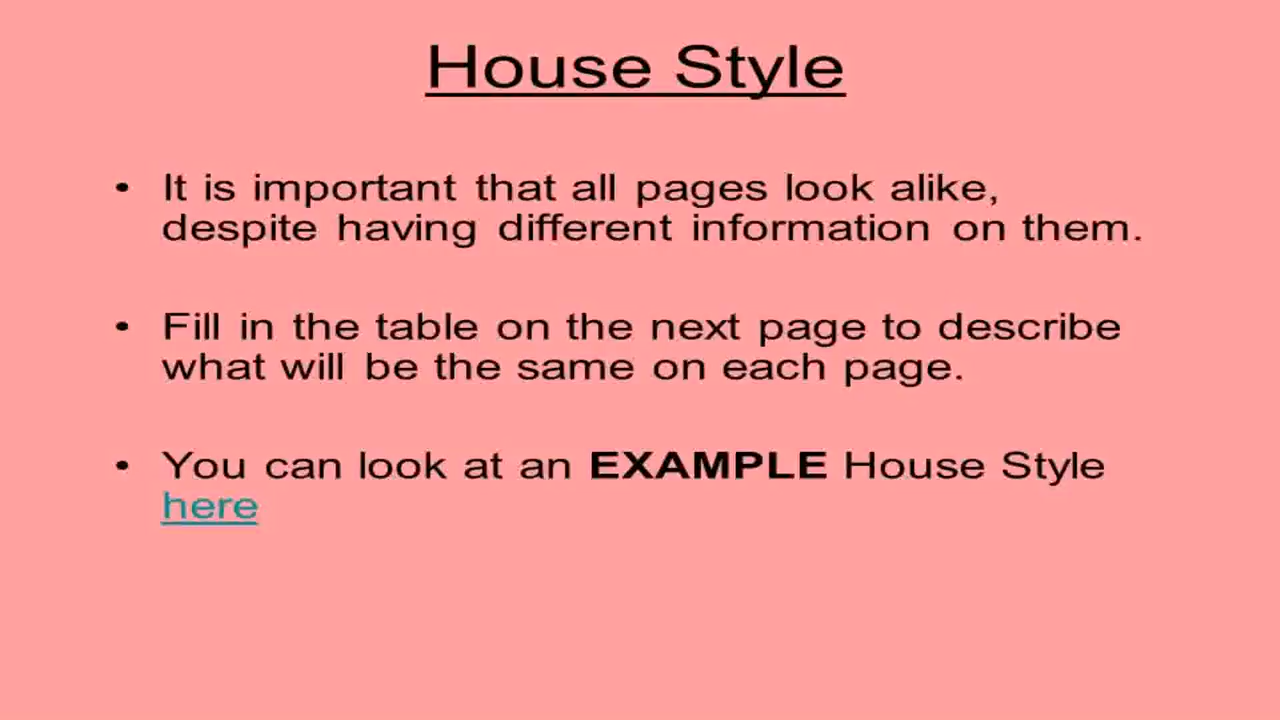 House Style
• It is important that all pages look alike,
despite having different information on them.
• Fill in the table on the next page to describe
what will be the same on each page.
• You can look at an EXAMPLE House Style
here